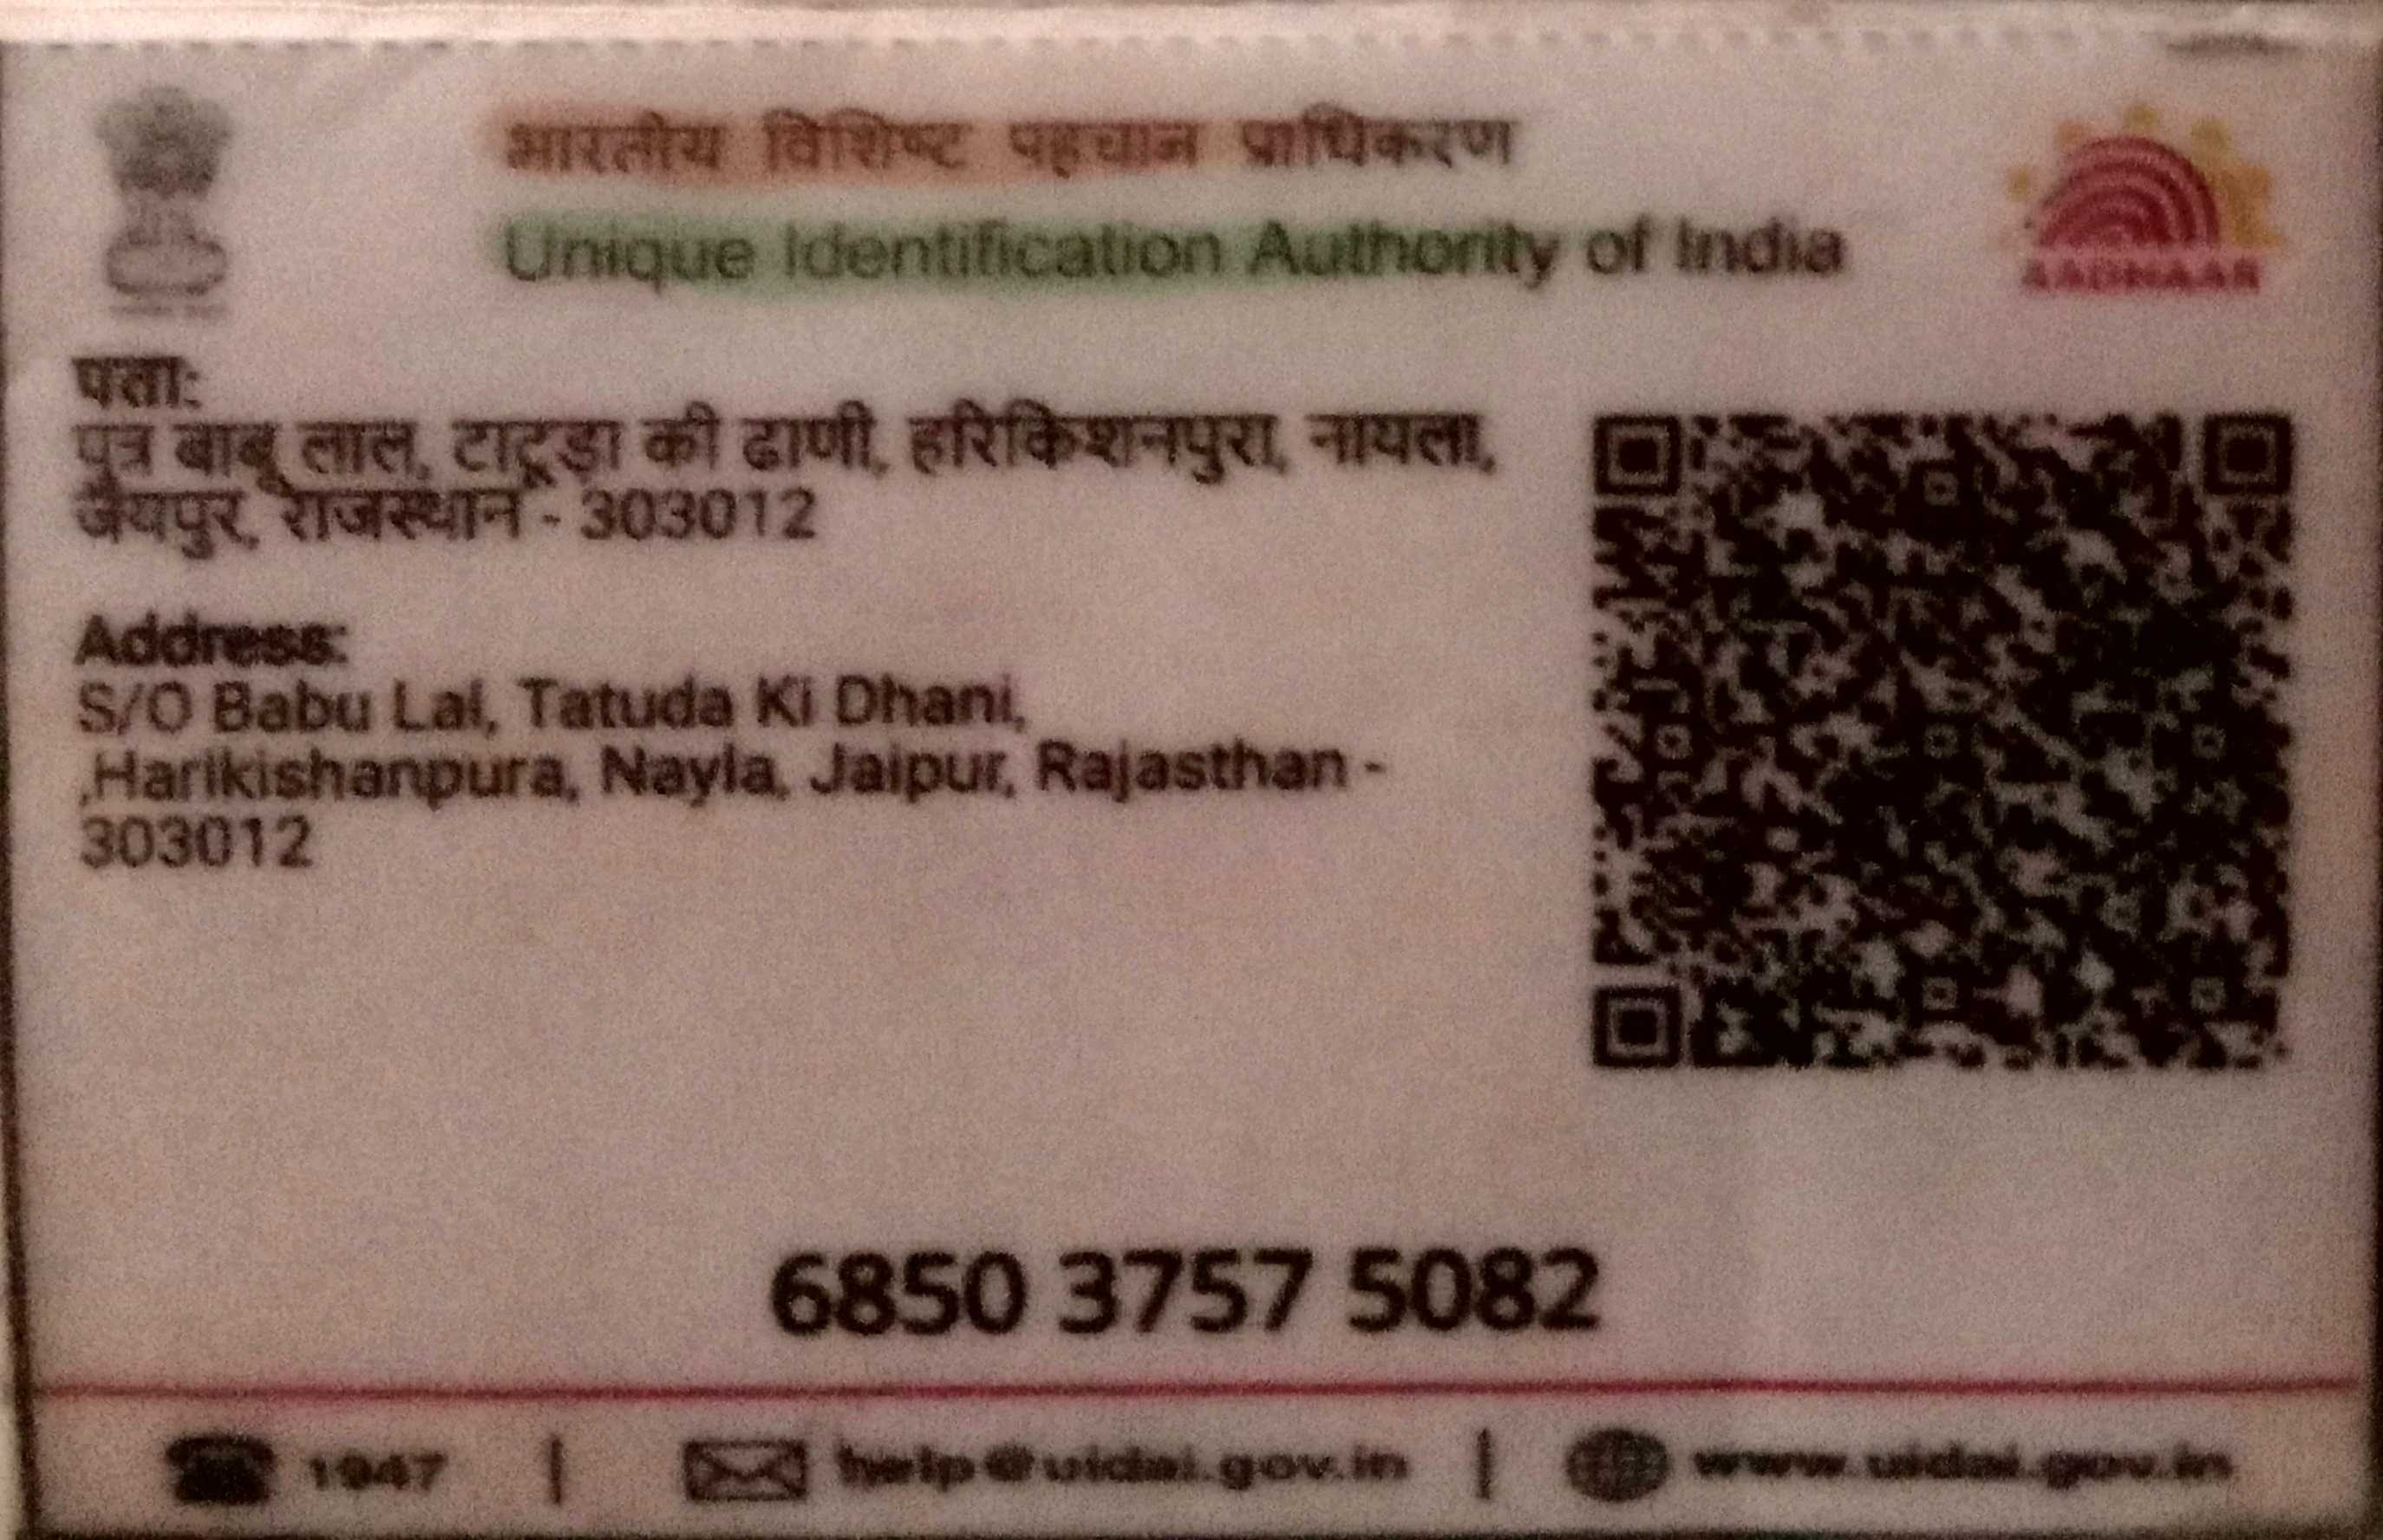 भारतीय विशिष्ट पहचान प्राधिकरण
Unique Identification Authority of India
AADHAAR
पता:
पुत्र बाबू लाल, टाटूड़ा की ढाणी, हरिकिशनपुरा, नायला,
जयपुर, राजस्थान - 303012
Address:
S/O Babu Lal, Tatuda Ki Dhani,
,Harikishanpura, Nayla, Jaipur, Rajasthan -
303012
6850 3757 5082
1947 | help@uidai.gov.in | www.uidai.gov.in